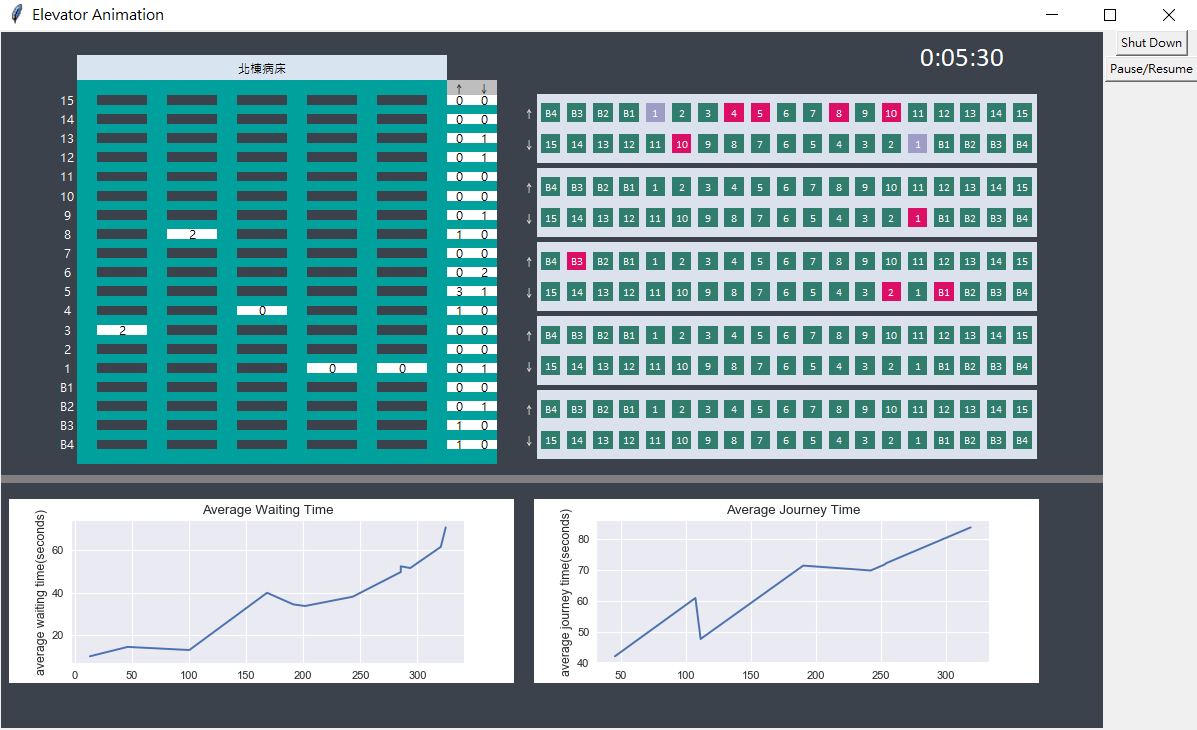 Elevator Animation
Shut Down
Pause/Resume
0:05:30
北棟病床
↑ ↓
15 0 0
14 0 0
13 0 1
12 0 1
11 0 0
10 0 0
9 0 1
8 2 1 0
7 0 0
6 0 2
5 3 1
4 0 1 0
3 2 0 0
2 0 0
1 0 0 0 1
B1 0 0
B2 0 1
B3 1 0
B4 1 0
↑ B4 B3 B2 B1 1 2 3 4 5 6 7 8 9 10 11 12 13 14 15
↓ 15 14 13 12 11 10 9 8 7 6 5 4 3 2 1 B1 B2 B3 B4
↑ B4 B3 B2 B1 1 2 3 4 5 6 7 8 9 10 11 12 13 14 15
↓ 15 14 13 12 11 10 9 8 7 6 5 4 3 2 1 B1 B2 B3 B4
↑ B4 B3 B2 B1 1 2 3 4 5 6 7 8 9 10 11 12 13 14 15
↓ 15 14 13 12 11 10 9 8 7 6 5 4 3 2 1 B1 B2 B3 B4
↑ B4 B3 B2 B1 1 2 3 4 5 6 7 8 9 10 11 12 13 14 15
↓ 15 14 13 12 11 10 9 8 7 6 5 4 3 2 1 B1 B2 B3 B4
↑ B4 B3 B2 B1 1 2 3 4 5 6 7 8 9 10 11 12 13 14 15
↓ 15 14 13 12 11 10 9 8 7 6 5 4 3 2 1 B1 B2 B3 B4
Average Waiting Time
average waiting time(seconds)
60
40
20
0 50 100 150 200 250 300
Average Journey Time
average journey time(seconds)
80
70
60
50
40
50 100 150 200 250 300